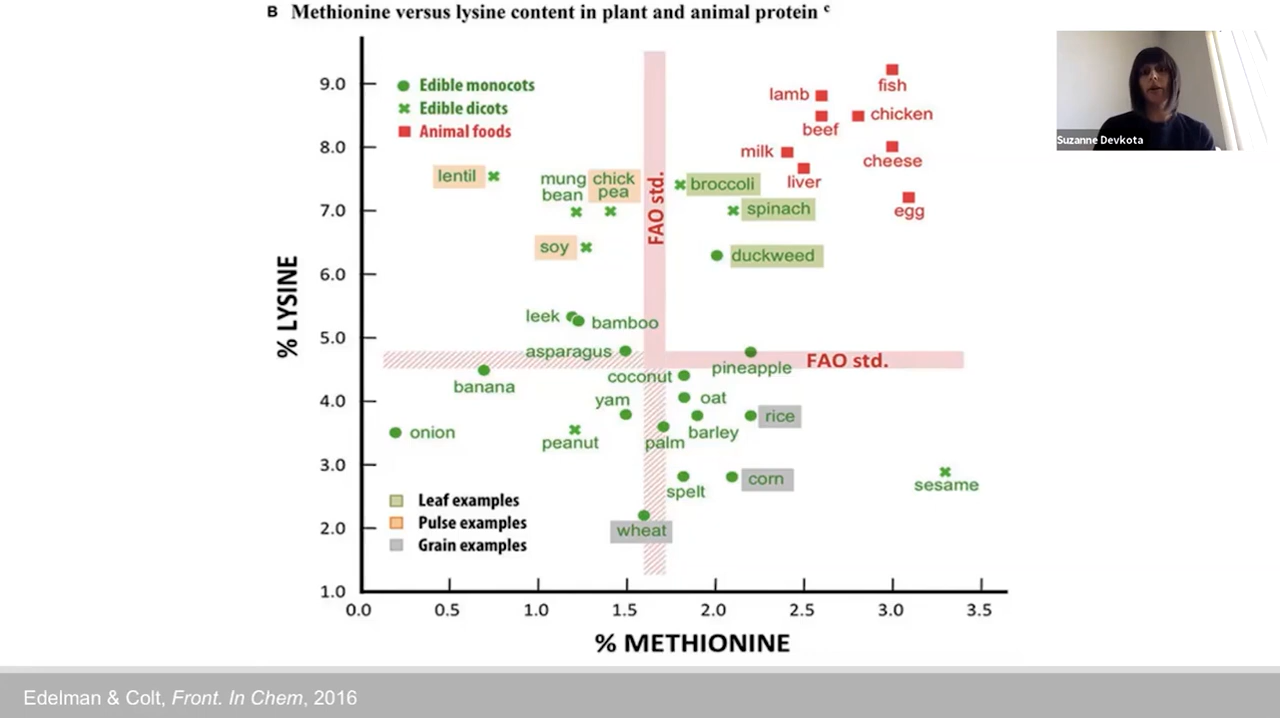 B Methionine versus lysine content in plant and animal protein c
9.0
8.0
7.0
6.0
5.0
4.0
3.0
2.0
1.0
% LYSINE
Edible monocots
Edible dicots
Animal foods
fish
lamb
chicken
beef
milk
cheese
liver
egg
lentil
mung bean
chick pea
FAO std.
broccoli
spinach
soy
duckweed
leek
bamboo
asparagus
pineapple
FAO std.
banana
coconut
yam
oat
onion
peanut
palm
barley
rice
spelt
corn
sesame
wheat
Leaf examples
Pulse examples
Grain examples
0.0 0.5 1.0 1.5 2.0 2.5 3.0 3.5
% METHIONINE
Suzanne Devkota
Edelman & Colt, Front. In Chem, 2016